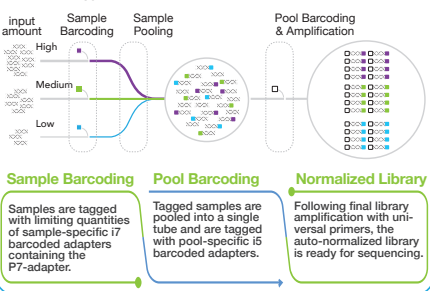 input
amount
Sample
Barcoding
Sample
Pooling
Pool Barcoding
& Amplification
High
Medium
Low
Sample Barcoding
Samples are tagged
with limiting quantities
of sample-specific i7
barcoded adapters
containing the
P7-adapter.
Pool Barcoding
Tagged samples are
pooled into a single
tube and are tagged
with pool-specific i5
barcoded adapters.
Normalized Library
Following final library
amplification with uni-
versal primers, the
auto-normalized library
is ready for sequencing.